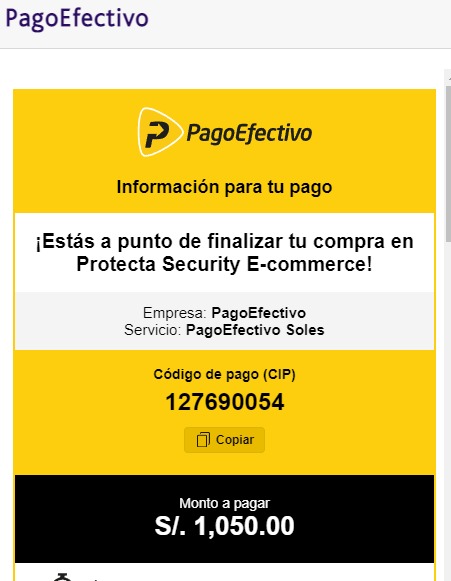 PagoEfectivo
PagoEfectivo
Información para tu pago
¡Estás a punto de finalizar tu compra en
Protecta Security E-commerce!
Empresa: PagoEfectivo
Servicio: PagoEfectivo Soles
Código de pago (CIP)
127690054
Copiar
Monto a pagar
S/. 1,050.00